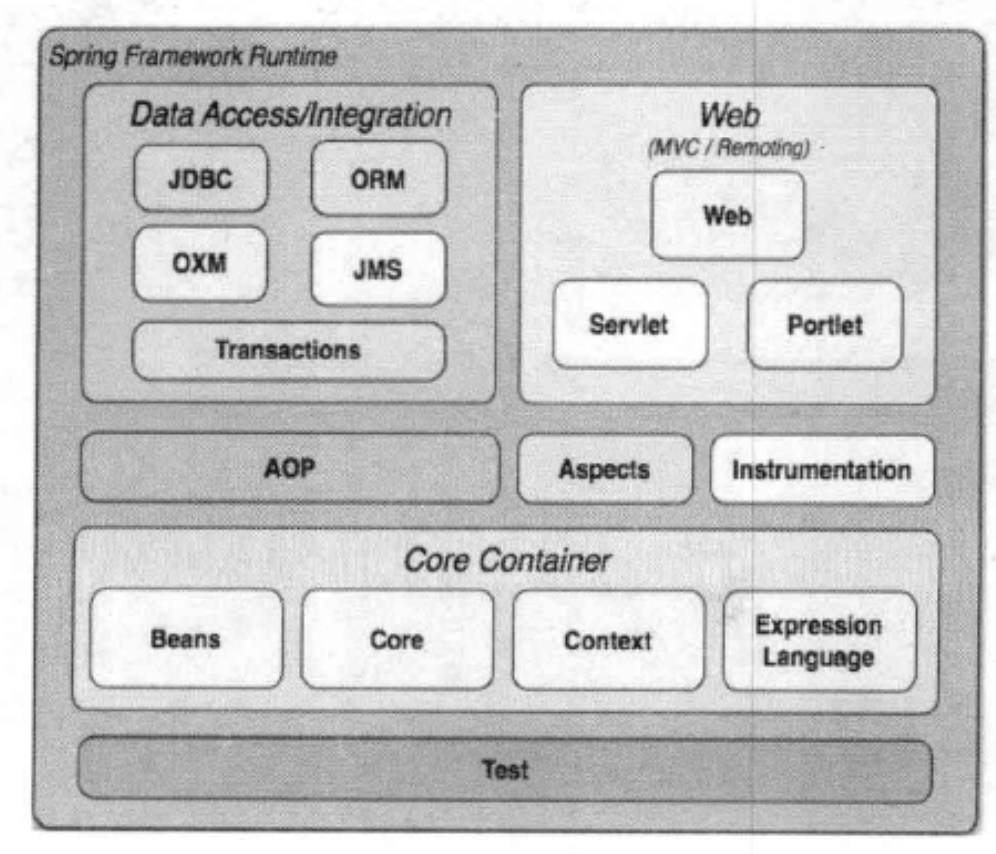 Spring Framework Runtime
Data Access/Integration
JDBC
ORM
OXM
JMS
Transactions
Web
(MVC / Remoting)
Web
Servlet
Portlet
AOP
Aspects
Instrumentation
Core Container
Beans
Core
Context
Expression
Language
Test